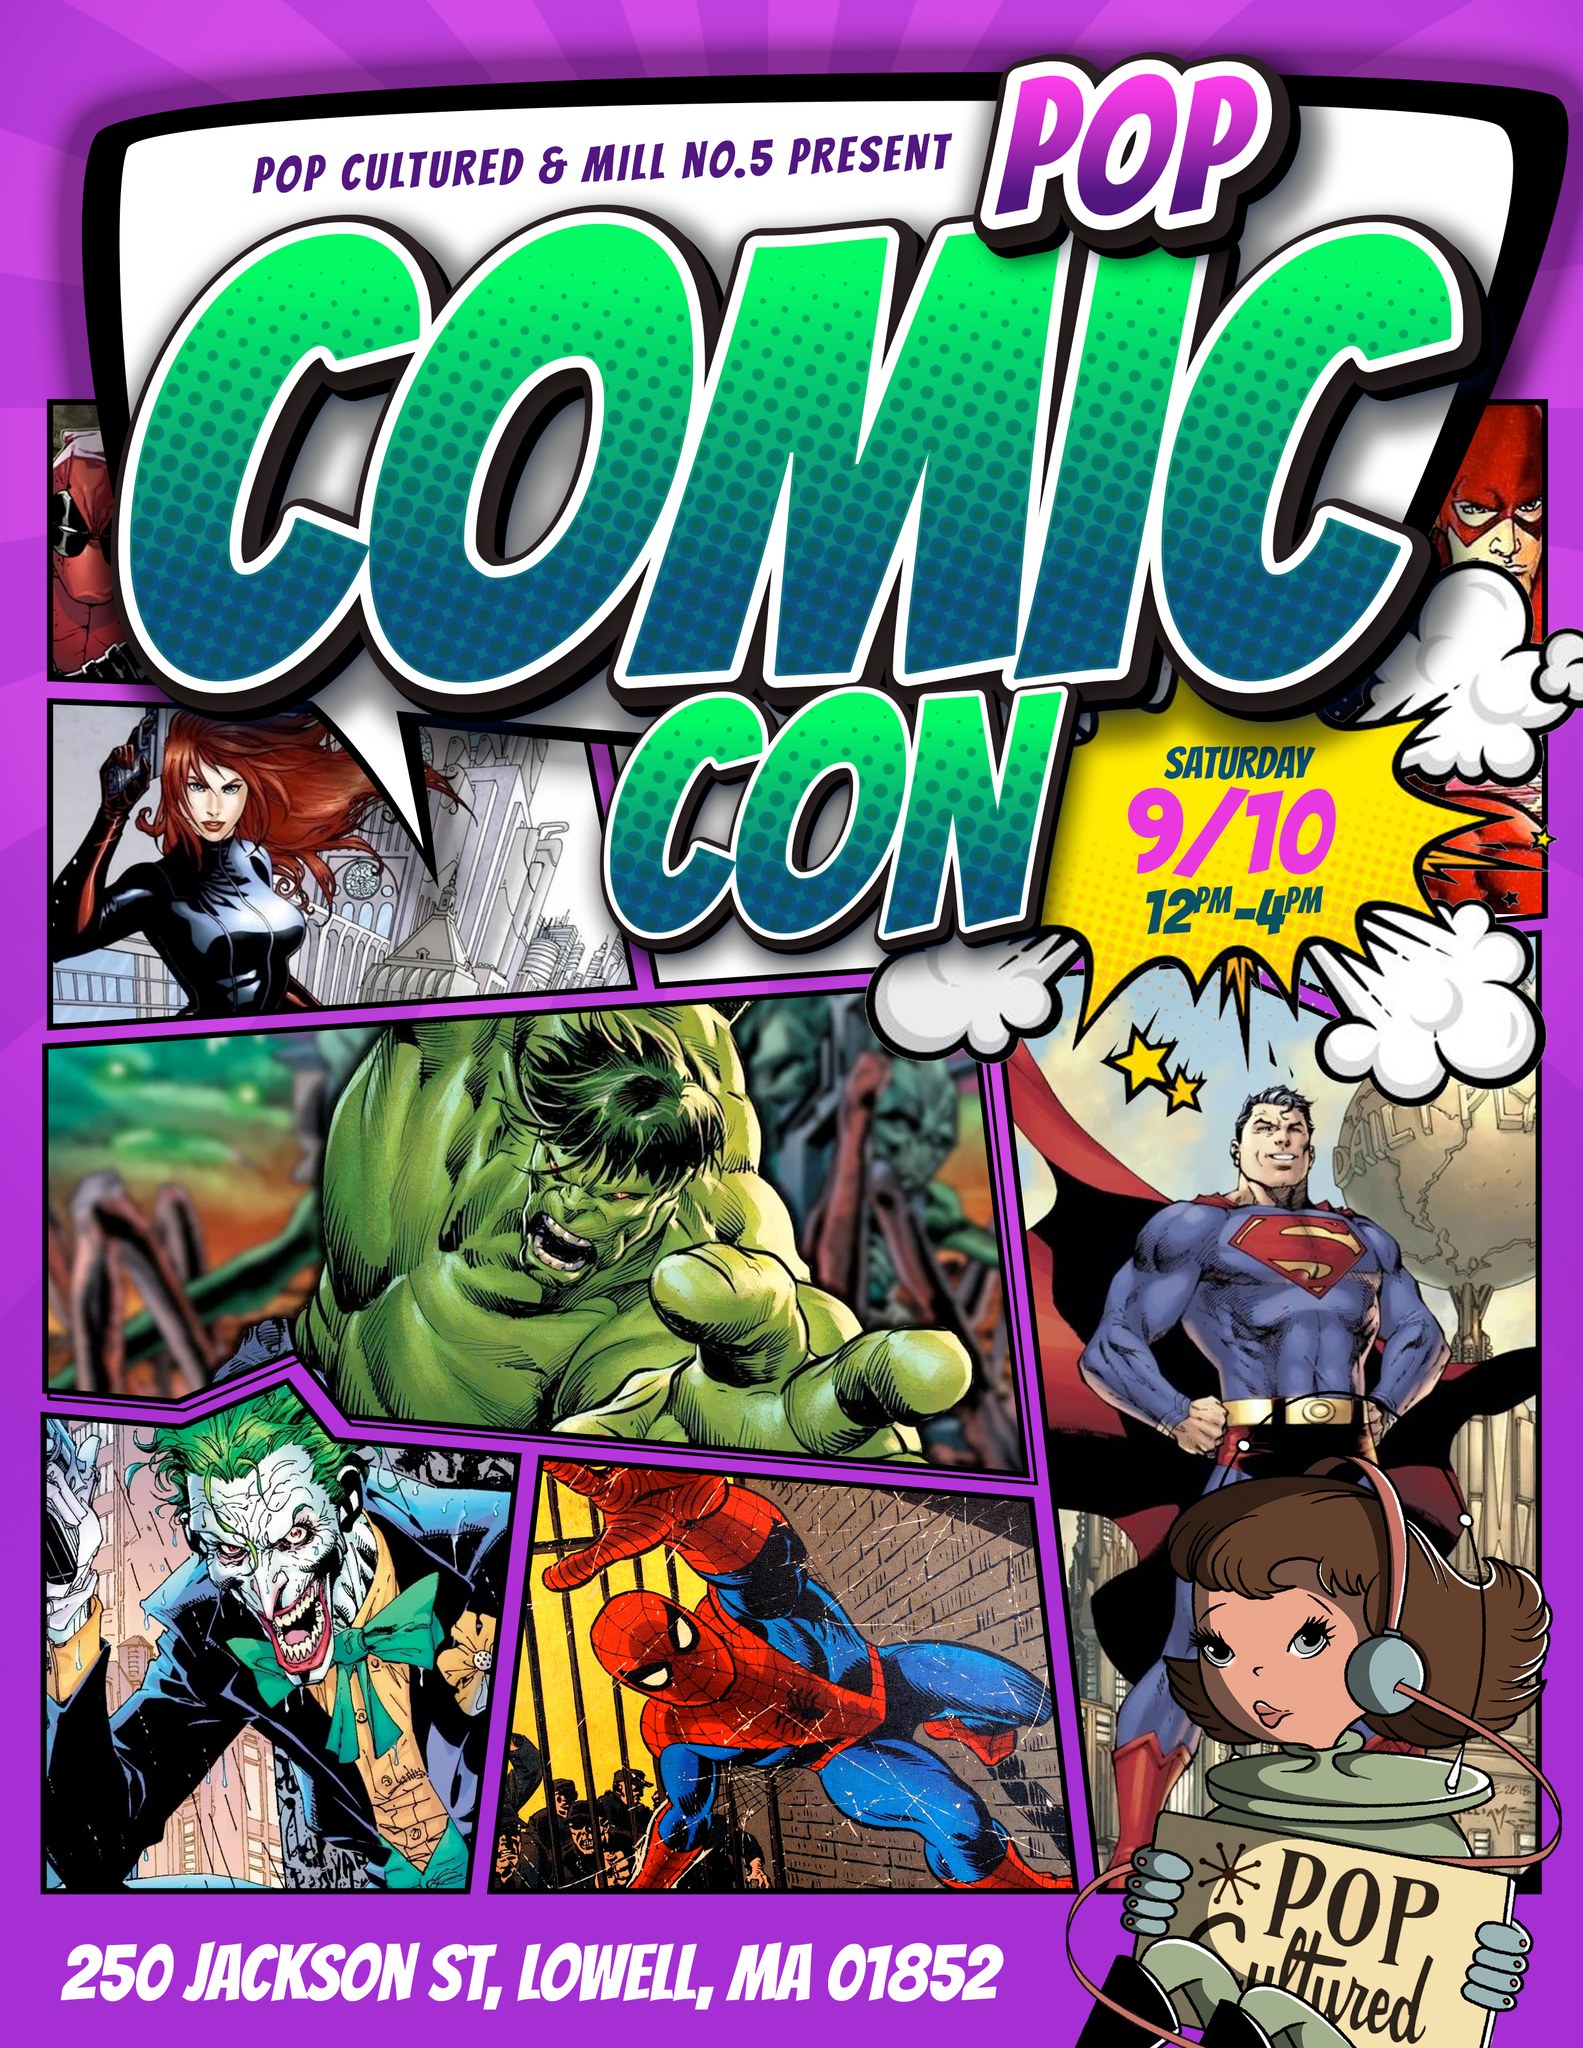 POP CULTURED & MILL NO.5 PRESENT
POP
COMIC
CON
SATURDAY
9/10
12PM-4PM
POP
Cultured
250 JACKSON ST, LOWELL, MA 01852